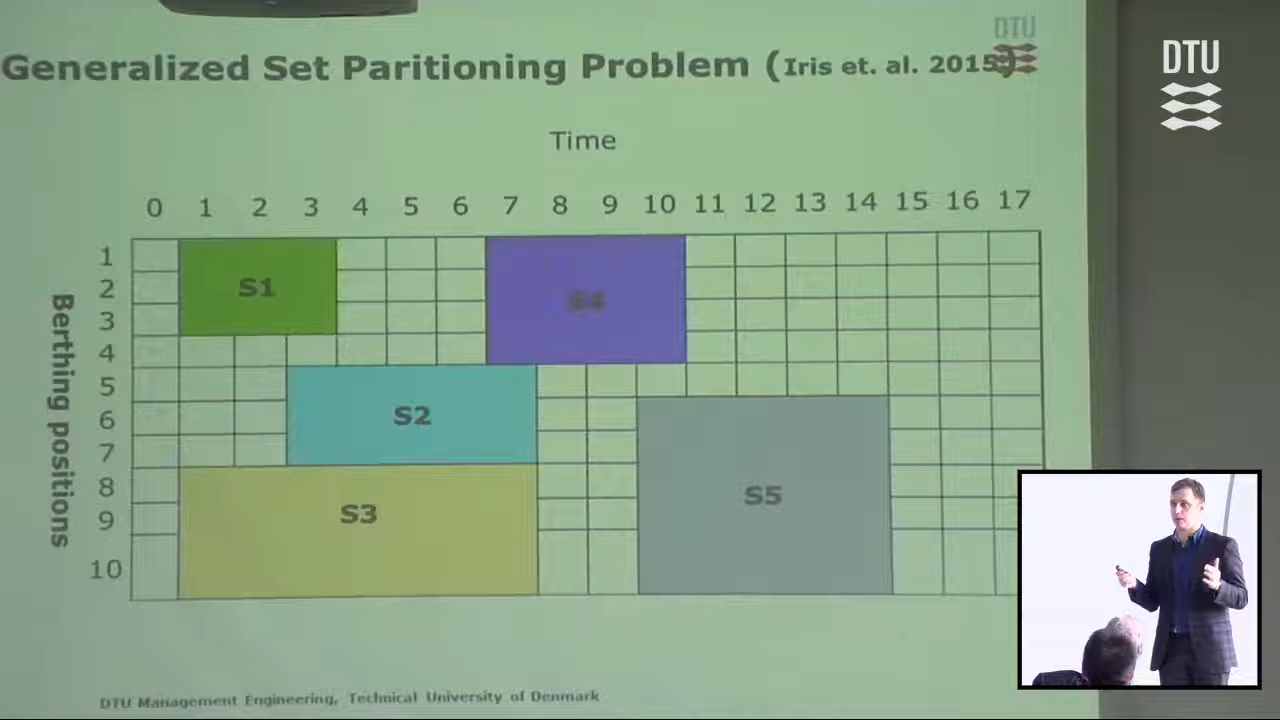 DTU
Generalized Set Paritioning Problem (Iris et. al. 2015)
DTU
Time
0 1 2 3 4 5 6 7 8 9 10 11 12 13 14 15 16 17
Berthing positions
1
2
3
4
5
6
7
8
9
10
S1
S4
S2
S3
S5
DTU Management Engineering, Technical University of Denmark